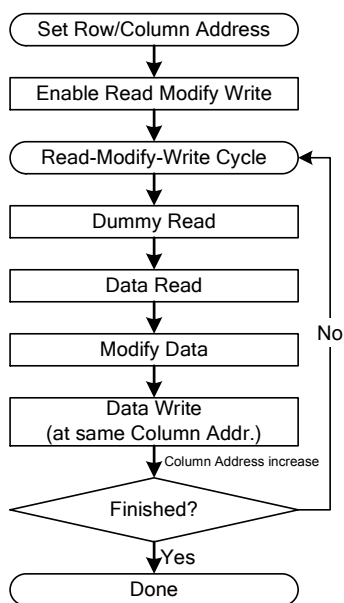 Set Row/Column Address
Enable Read Modify Write
Read-Modify-Write Cycle
Dummy Read
Data Read
No
Modify Data
Data Write
(at same Column Addr.)
Column Address increase
Finished?
Yes
Done